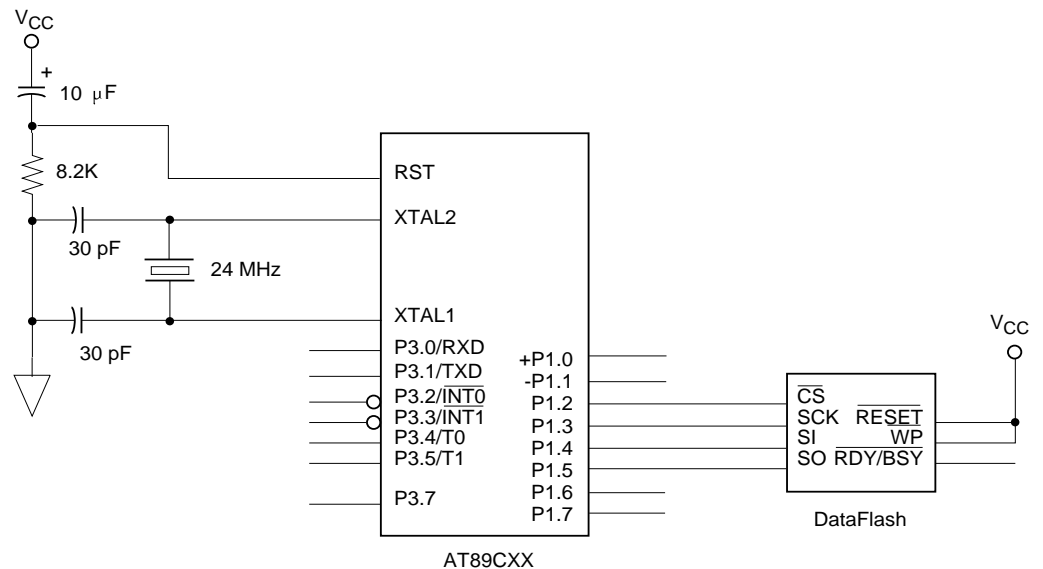 VCC
+
10 μF
8.2K
30 pF
24 MHz
30 pF
RST
XTAL2
XTAL1
P3.0/RXD
P3.1/TXD
P3.2/INT0
P3.3/INT1
P3.4/T0
P3.5/T1
P3.7
+P1.0
-P1.1
P1.2
P1.3
P1.4
P1.5
P1.6
P1.7
AT89CXX
VCC
CS
SCK RESET
SI WP
SO RDY/BSY
DataFlash